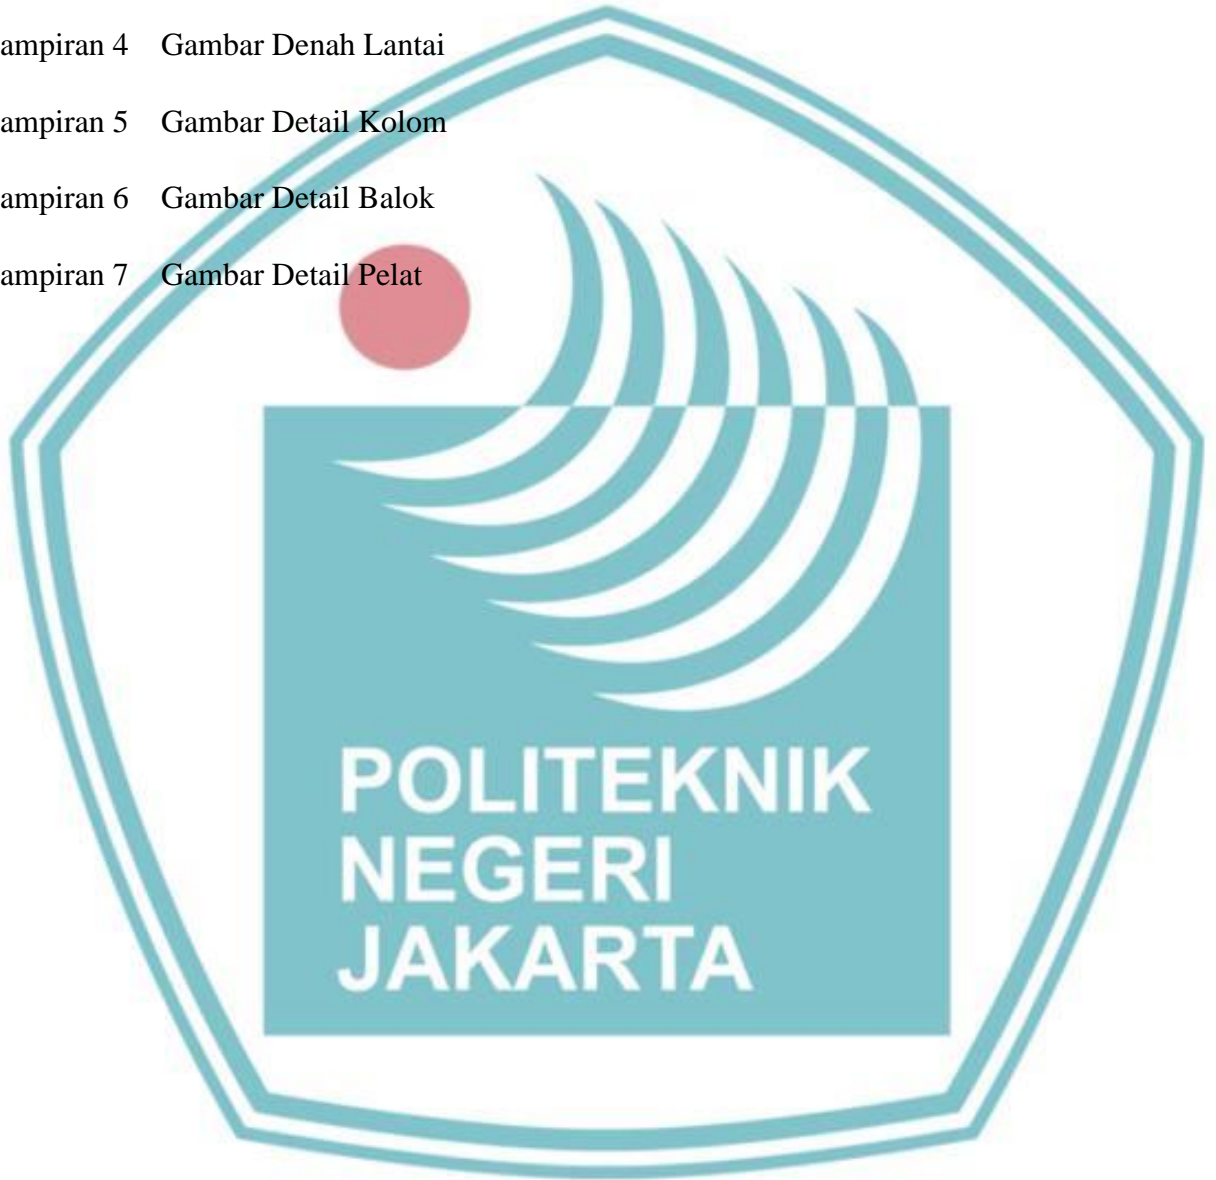 ampiran 4 Gambar Denah Lantai
ampiran 5 Gambar Detail Kolom
ampiran 6 Gambar Detail Balok
ampiran 7 Gambar Detail Pelat
POLITEKNIK
NEGERI
JAKARTA